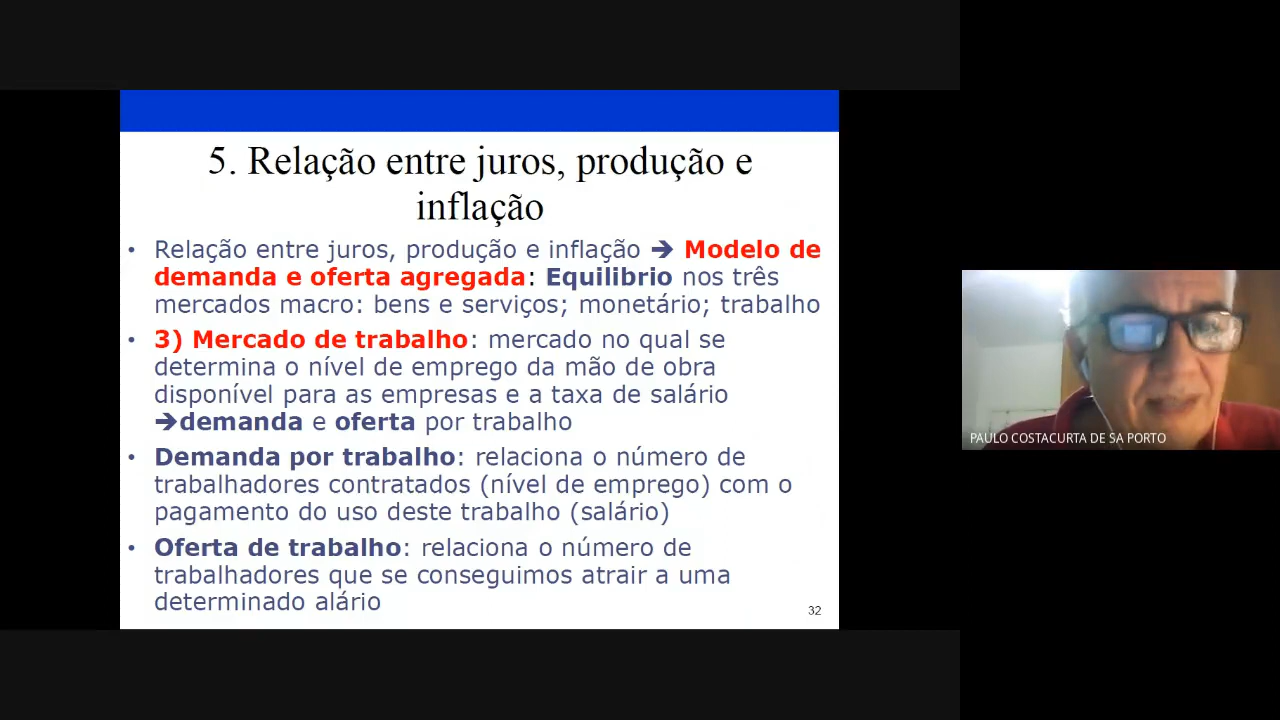 5. Relação entre juros, produção e
inflação
• Relação entre juros, produção e inflação ➔ Modelo de
demanda e oferta agregada: Equilibrio nos três
mercados macro: bens e serviços; monetário; trabalho
• 3) Mercado de trabalho: mercado no qual se
determina o nível de emprego da mão de obra
disponível para as empresas e a taxa de salário
➔demanda e oferta por trabalho
• Demanda por trabalho: relaciona o número de
trabalhadores contratados (nível de emprego) com o
pagamento do uso deste trabalho (salário)
• Oferta de trabalho: relaciona o número de
trabalhadores que se conseguimos atrair a uma
determinado alário
32
PAULO COSTACURTA DE SA PORTO